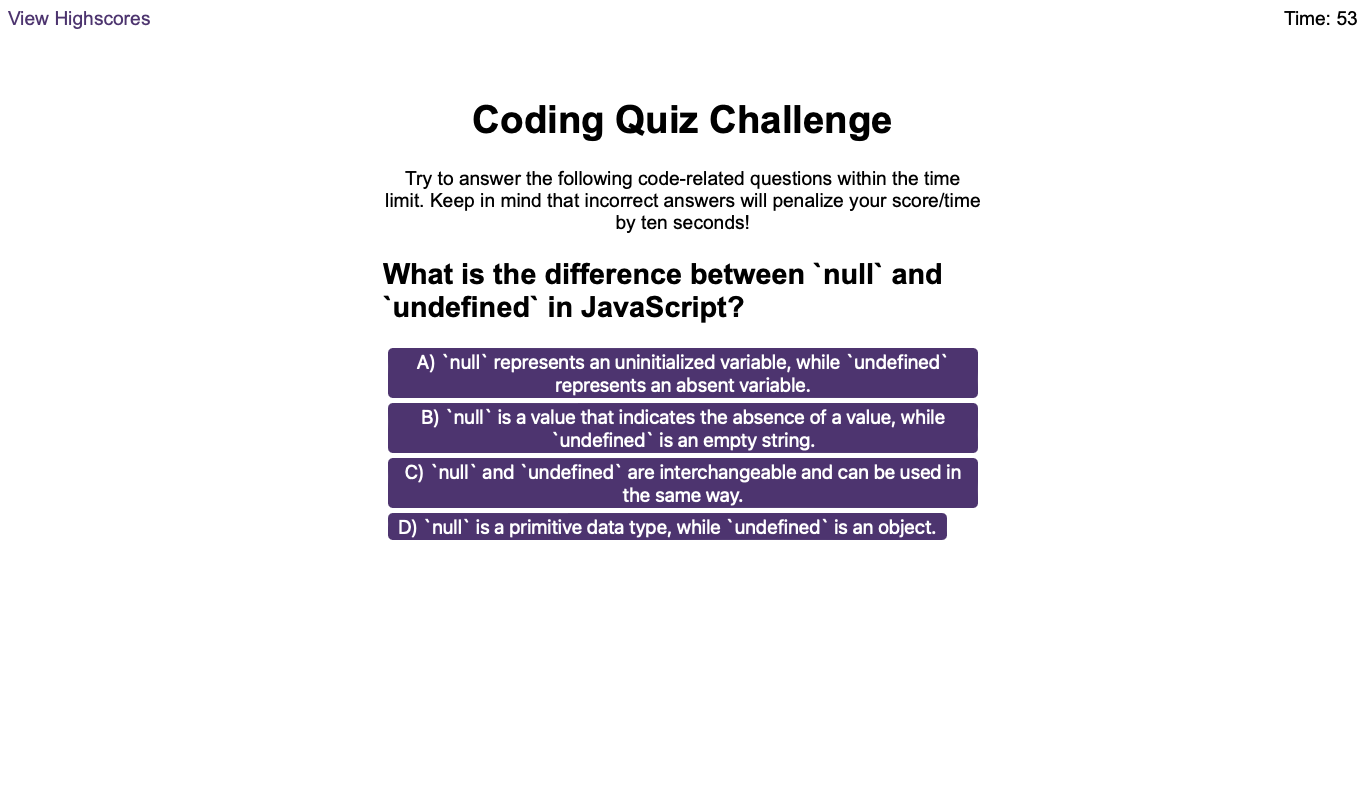 View Highscores
Time: 53
Coding Quiz Challenge
Try to answer the following code-related questions within the time
limit. Keep in mind that incorrect answers will penalize your score/time
by ten seconds!
What is the difference between `null` and
`undefined` in JavaScript?
A) `null` represents an uninitialized variable, while `undefined`
represents an absent variable.
B) `null` is a value that indicates the absence of a value, while
`undefined` is an empty string.
C) `null` and `undefined` are interchangeable and can be used in
the same way.
D) `null` is a primitive data type, while `undefined` is an object.